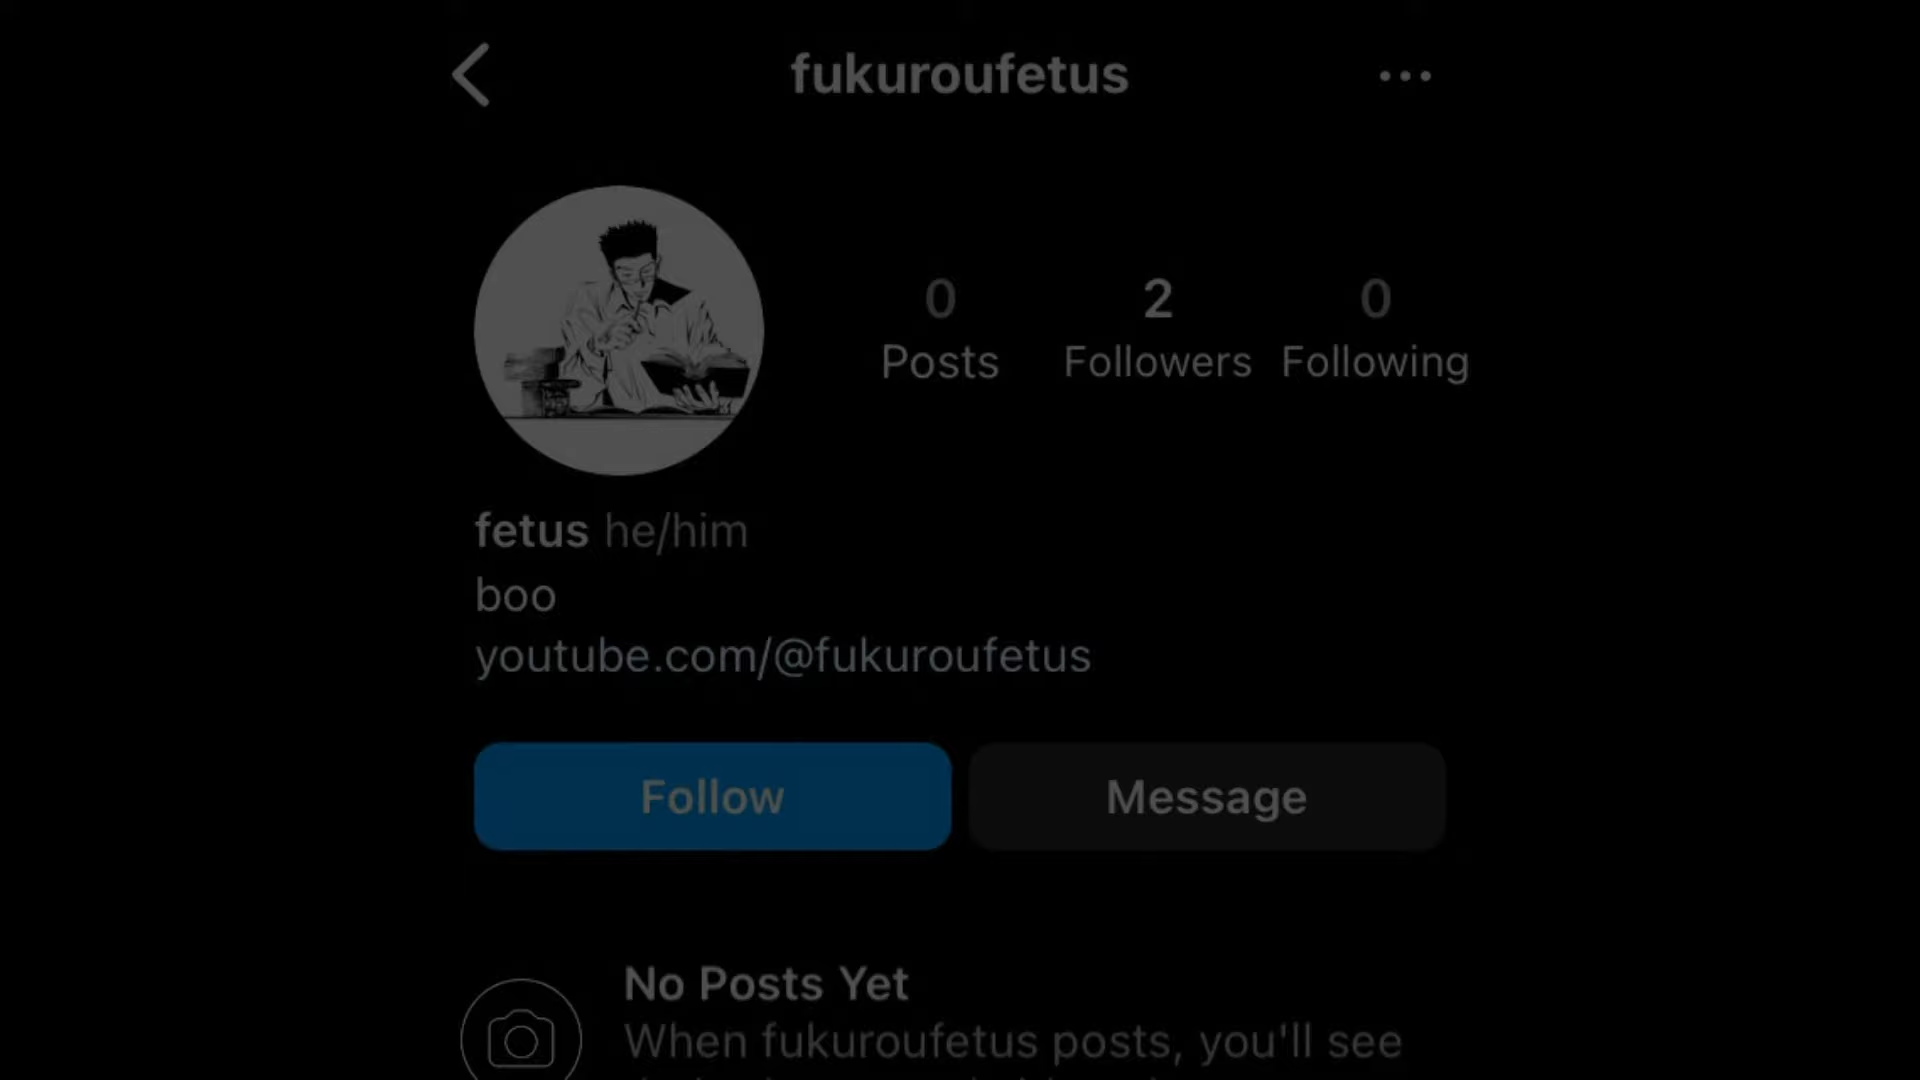 fukuroufetus
0 2 0
Posts Followers Following
fetus he/him
boo
youtube.com/@fukuroufetus
Follow Message
No Posts Yet
When fukuroufetus posts, you'll see